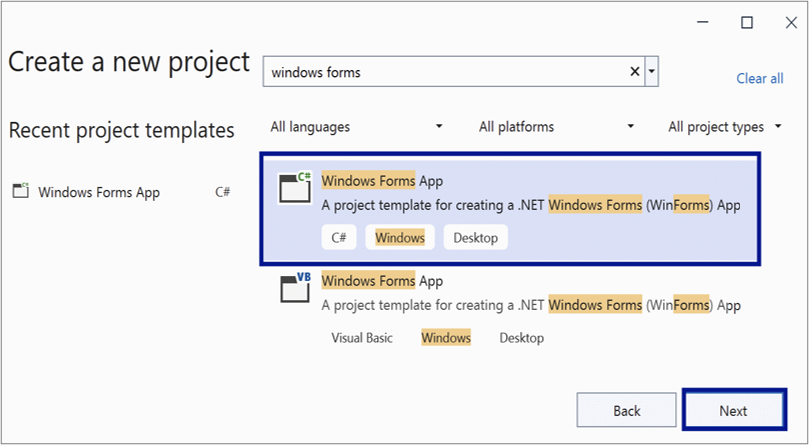 Create a new project
windows forms
Clear all
Recent project templates
All languages
All platforms
All project types
Windows Forms App
C#
C#
Windows Forms App
A project template for creating a .NET Windows Forms (WinForms) App
C#
Windows
Desktop
VB
Windows Forms App
A project template for creating a .NET Windows Forms (WinForms) App
Visual Basic
Windows
Desktop
Back
Next